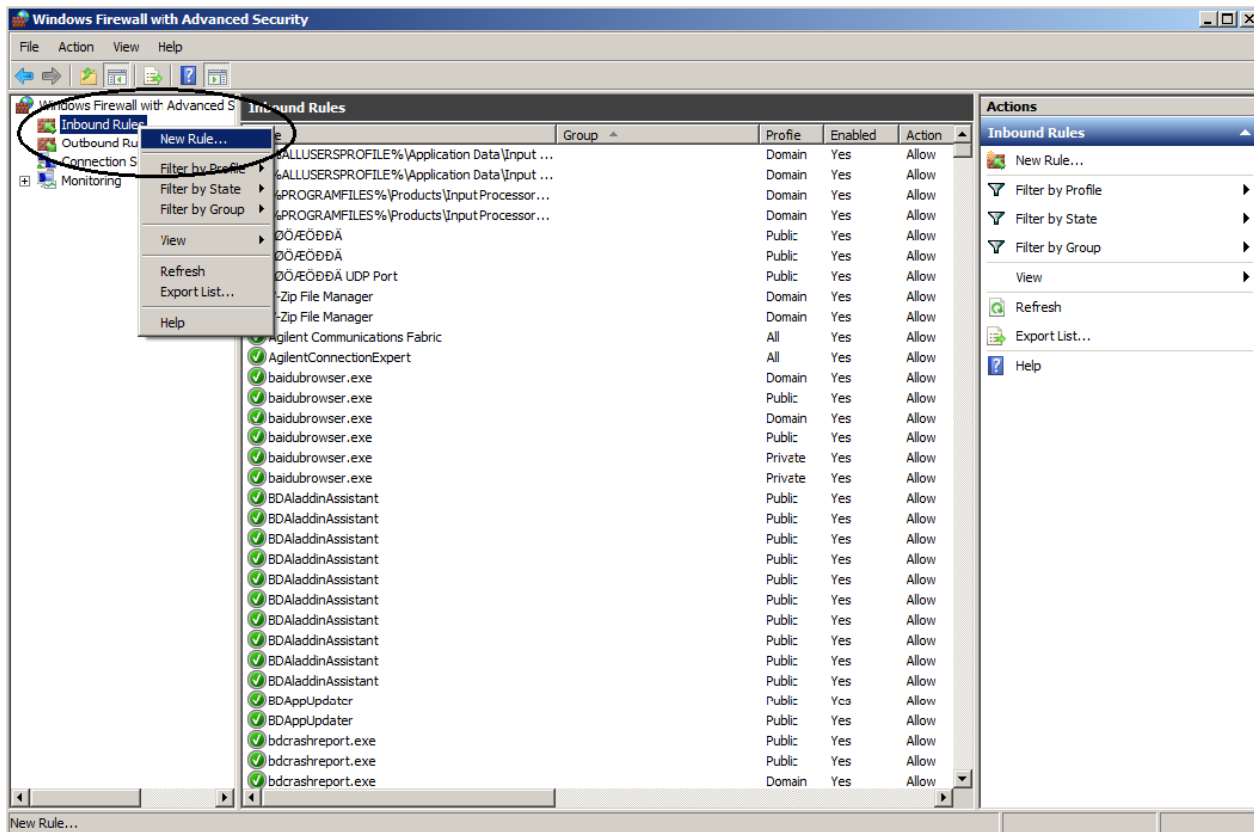 Windows Firewall with Advanced Security
File Action View Help
Windows Firewall with Advanced S
Inbound Rules
Outbound Ru
Connection S
Monitoring
New Rule...
Filter by Profile
Filter by State
Filter by Group
View
Refresh
Export List...
Help
Inbound Rules
Group Profile Enabled Action
%ALLUSERSPROFILE%\Application Data\Input ... Domain Yes Allow
%ALLUSERSPROFILE%\Application Data\Input ... Domain Yes Allow
%PROGRAMFILES%\Products\Input Processor... Domain Yes Allow
%PROGRAMFILES%\Products\Input Processor... Domain Yes Allow
ØÖÆÖÐÐÄ Public Yes Allow
ØÖÆÖÐÐÄ Public Yes Allow
ØÖÆÖÐÐÄ UDP Port Public Yes Allow
-Zip File Manager Domain Yes Allow
-Zip File Manager Domain Yes Allow
Agilent Communications Fabric All Yes Allow
AgilentConnectionExpert All Yes Allow
baidubrowser.exe Domain Yes Allow
baidubrowser.exe Public Yes Allow
baidubrowser.exe Domain Yes Allow
baidubrowser.exe Public Yes Allow
baidubrowser.exe Private Yes Allow
baidubrowser.exe Private Yes Allow
BDAladdinAssistant Public Yes Allow
BDAladdinAssistant Public Yes Allow
BDAladdinAssistant Public Yes Allow
BDAladdinAssistant Public Yes Allow
BDAladdinAssistant Public Yes Allow
BDAladdinAssistant Public Yes Allow
BDAladdinAssistant Public Yes Allow
BDAladdinAssistant Public Yes Allow
BDAladdinAssistant Public Yes Allow
BDAladdinAssistant Public Yes Allow
BDAppUpdater Public Yes Allow
BDAppUpdater Public Yes Allow
bdcrashreport.exe Public Yes Allow
bdcrashreport.exe Public Yes Allow
bdcrashreport.exe Domain Yes Allow
Actions
Inbound Rules
New Rule...
Filter by Profile
Filter by State
Filter by Group
View
Refresh
Export List...
Help
New Rule...